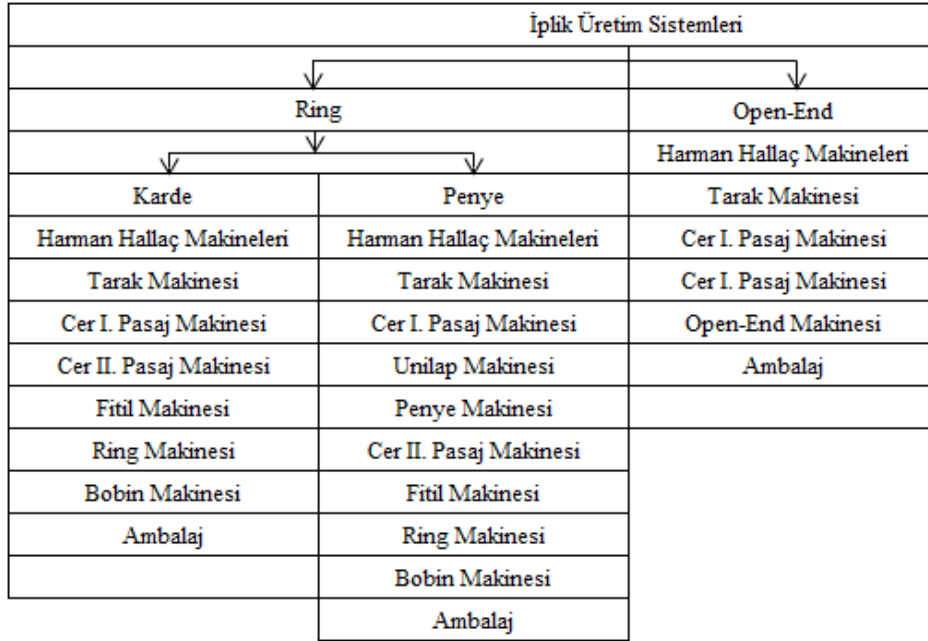 İplik Üretim Sistemleri
Ring
Open-End
Harman Hallaç Makineleri
Karde
Penye
Tarak Makinesi
Harman Hallaç Makineleri
Harman Hallaç Makineleri
Cer I. Pasaj Makinesi
Tarak Makinesi
Tarak Makinesi
Cer I. Pasaj Makinesi
Cer I. Pasaj Makinesi
Cer I. Pasaj Makinesi
Open-End Makinesi
Cer II. Pasaj Makinesi
Unilap Makinesi
Ambalaj
Fitil Makinesi
Penye Makinesi
Ring Makinesi
Cer II. Pasaj Makinesi
Bobin Makinesi
Fitil Makinesi
Ambalaj
Ring Makinesi
Bobin Makinesi
Ambalaj